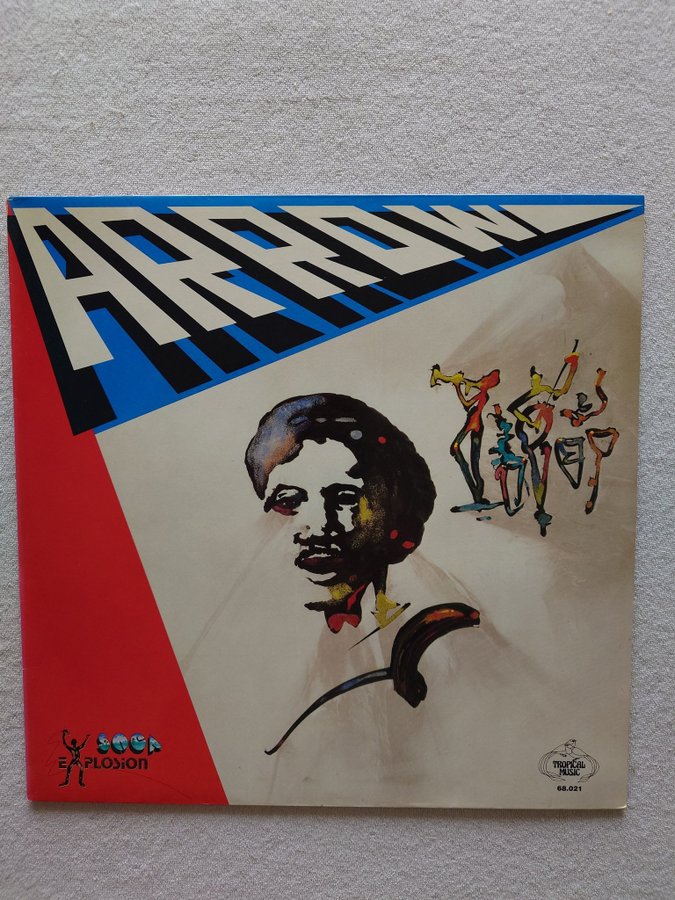 ARROW
SOCA
EXPLOSION
TROPICAL
MUSIC
68.021